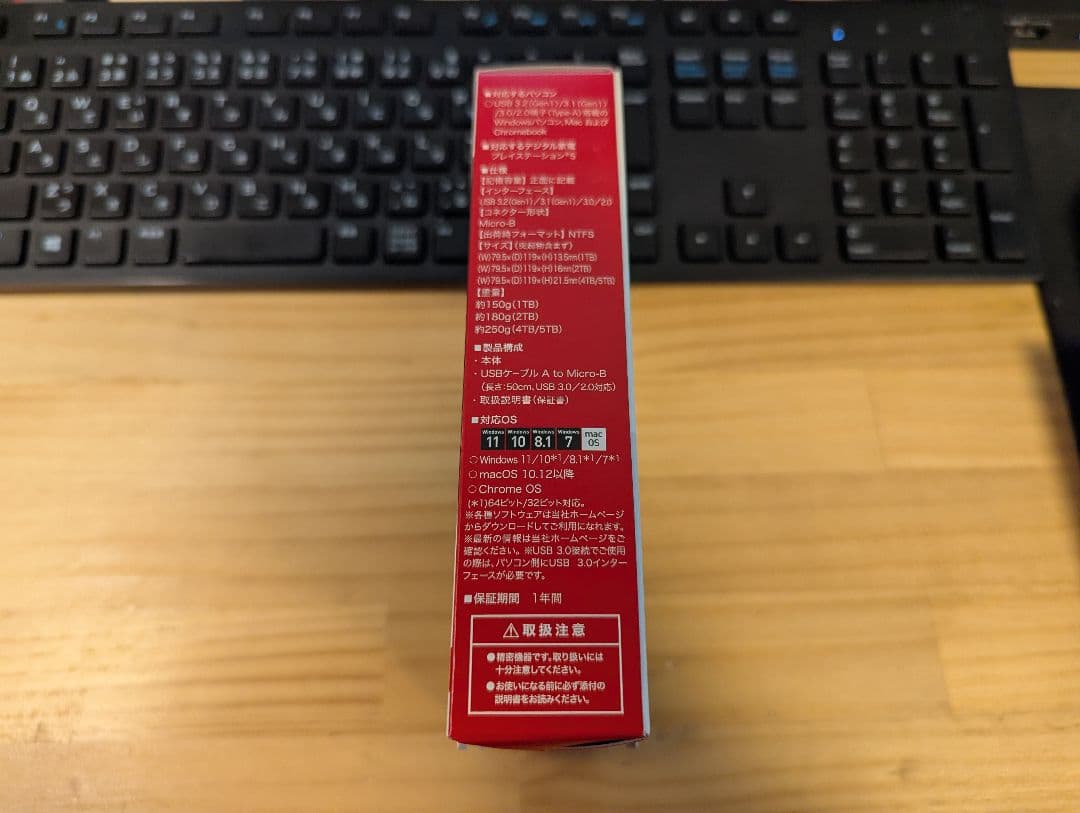 ■対応するパソコン
○USB 3.2(Gen1)/3.1(Gen1)
/3.0/2.0端子(Type-A)搭載の
Windowsパソコン、Mac および
Chromebook
■対応するデジタル家電
プレイステーション®5
■仕様
【記憶容量】正面に記載
【インターフェース】
USB 3.2(Gen1)/3.1(Gen1)/3.0/2.0
【コネクター形状】
Micro-B
【出荷時フォーマット】NTFS
【サイズ】(突起物含まず)
(W)79.5×(D)119×(H)13.5mm(1TB)
(W)79.5×(D)119×(H)16mm(2TB)
(W)79.5×(D)119×(H)21.5mm(4TB/5TB)
【質量】
約150g(1TB)
約180g(2TB)
約250g(4TB/5TB)
■製品構成
・本体
・USBケーブル A to Micro-B
(長さ:50cm、USB 3.0/2.0対応)
・取扱説明書(保証書)
■対応OS
Windows 11 Windows 10 Windows 8.1 Windows 7 mac OS
○Windows 11/10*1/8.1*1/7*1
○macOS 10.12以降
○Chrome OS
(*1)64ビット/32ビット対応。
※各種ソフトウェアは当社ホームページ
からダウンロードしてご利用になれます。
※最新の情報は当社ホームページをご
確認ください。※USB 3.0接続でご使用
の際は、パソコン側にUSB 3.0インター
フェースが必要です。
■保証期間 1年間
⚠取扱注意
●精密機器です。取り扱いには
十分注意してください。
●お使いになる前に必ず添付の
説明書をお読みください。